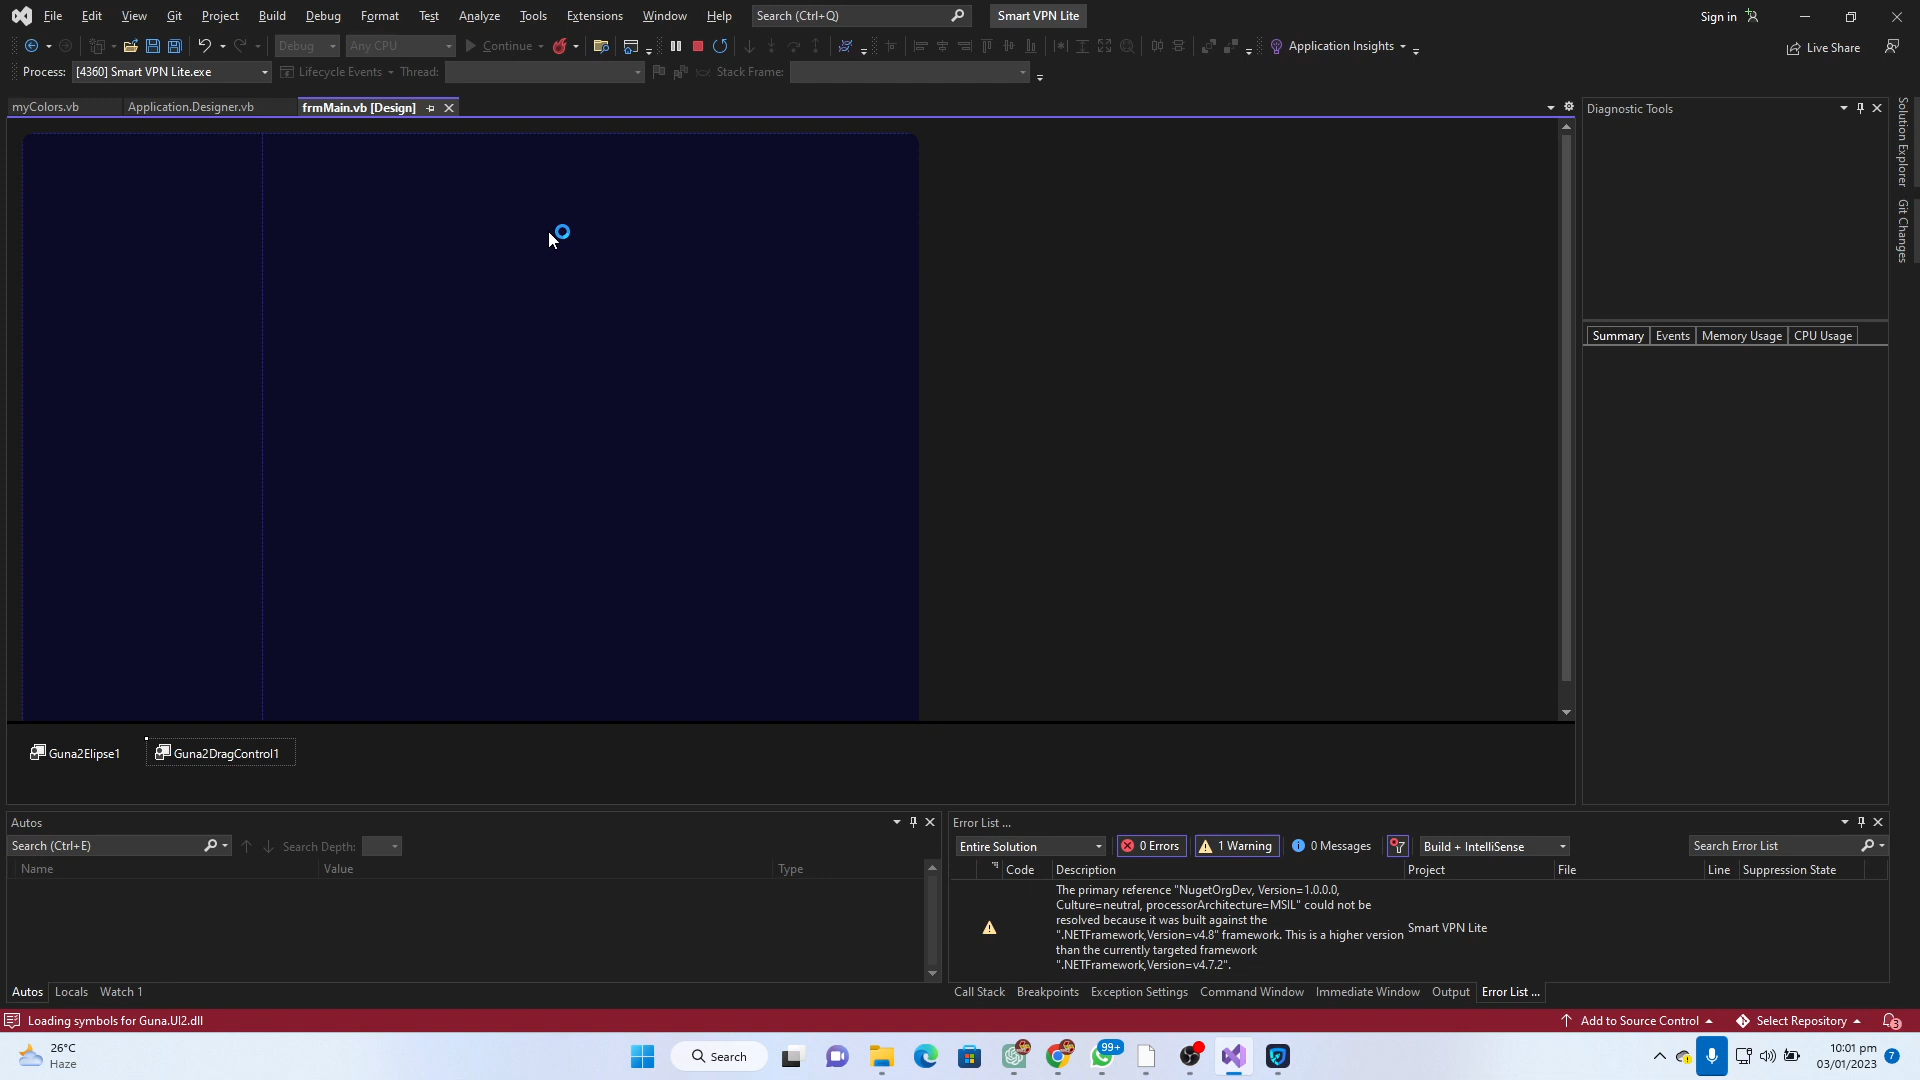 File Edit View Git Project Build Debug Format Test Analyze Tools Extensions Window Help Search (Ctrl+Q) Smart VPN Lite Sign in
Debug Any CPU Continue Application Insights Live Share
Process: [4360] Smart VPN Lite.exe Lifecycle Events Thread: Stack Frame:
myColors.vb Application.Designer.vb frmMain.vb [Design]
Diagnostic Tools
Solution Explorer
Git Changes
Summary Events Memory Usage CPU Usage
Guna2Elipse1 Guna2DragControl1
Autos
Search (Ctrl+E) Search Depth:
Name Value Type
Autos Locals Watch 1
Error List ...
Entire Solution 0 Errors 1 Warning 0 Messages Build + IntelliSense Search Error List
Code Description Project File Line Suppression State
The primary reference "NugetOrgDev, Version=1.0.0.0,
Culture=neutral, processorArchitecture=MSIL" could not be
resolved because it was built against the
".NETFramework,Version=v4.8" framework. This is a higher version
than the currently targeted framework
".NETFramework,Version=v4.7.2".
Smart VPN Lite
Call Stack Breakpoints Exception Settings Command Window Immediate Window Output Error List ...
Loading symbols for Guna.UI2.dll Add to Source Control Select Repository 3
26°C
Haze
Search
99+
10:01 pm
03/01/2023
7